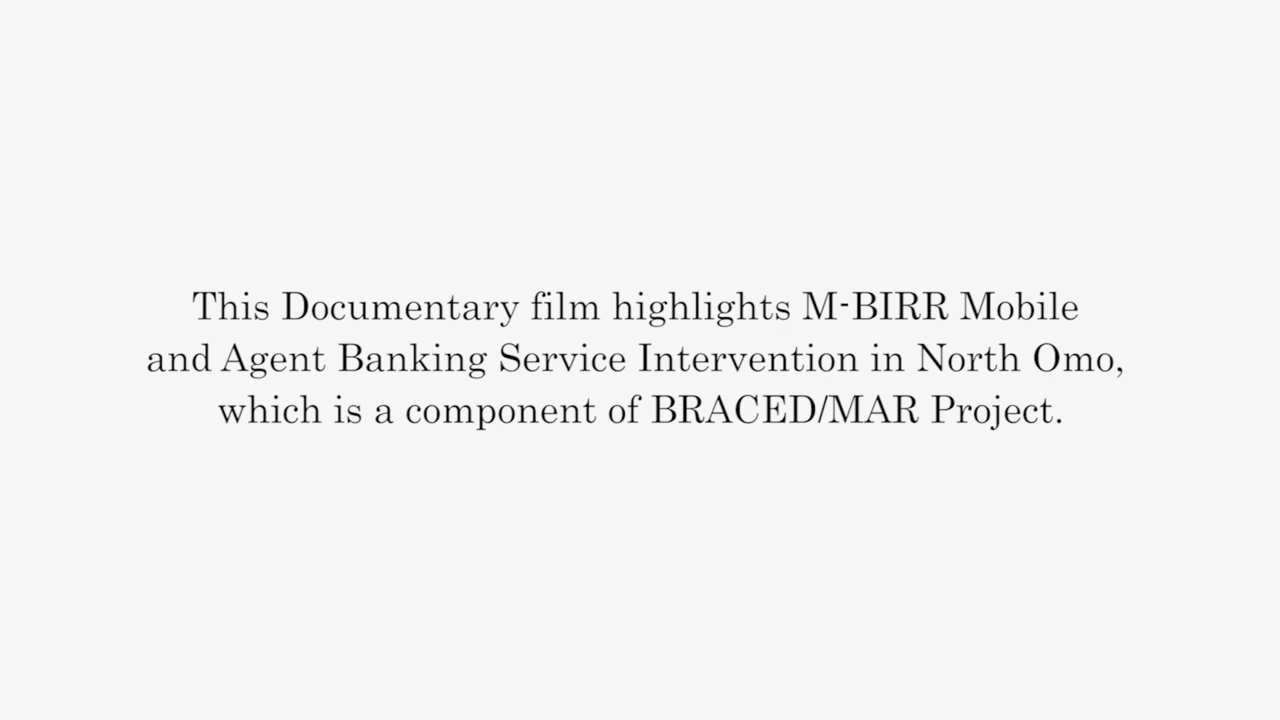 This Documentary film highlights M-BIRR Mobile
and Agent Banking Service Intervention in North Omo,
which is a component of BRACED/MAR Project.